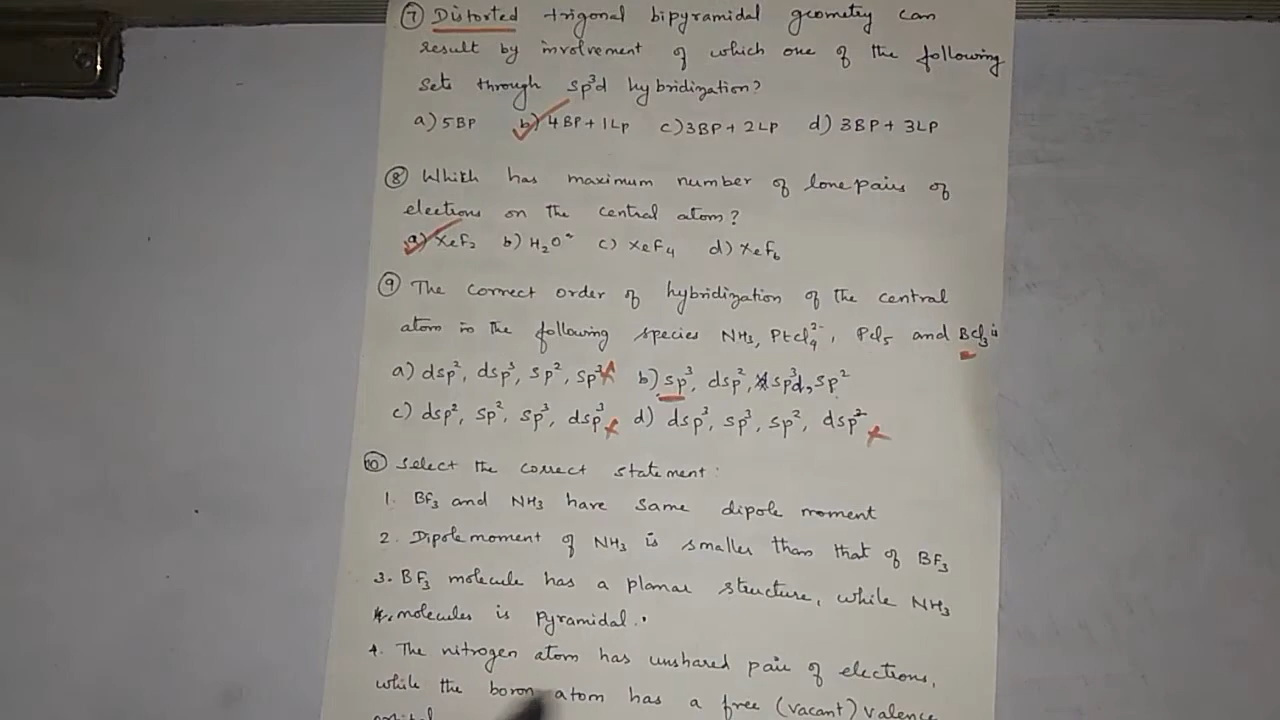 ⑦ Distorted trigonal bipyramidal geometry can
result by involvement of which one of the following
sets through sp³d hybridization?
a) 5BP b) 4BP + 1LP c) 3BP + 2LP d) 3BP + 3LP
⑧ Which has maximum number of lone pairs of
electrons on the central atom?
a) XeF₂ b) H₂O c) XeF₄ d) XeF₆
⑨ The correct order of hybridization of the central
atom in the following species NH₃, PtCl₄²⁻, PCl₅ and BCl₃ is
a) dsp², dsp³, sp², sp³ b) sp³, dsp², sp³d, sp²
c) dsp², sp², sp³, dsp³ d) dsp³, sp³, sp², dsp²
⑩ Select the correct statement:
1. BF₃ and NH₃ have same dipole moment
2. Dipole moment of NH₃ is smaller than that of BF₃
3. BF₃ molecule has a planar structure, while NH₃
molecules is pyramidal.
4. The nitrogen atom has unshared pair of electrons,
while the boron atom has a free (vacant) valence